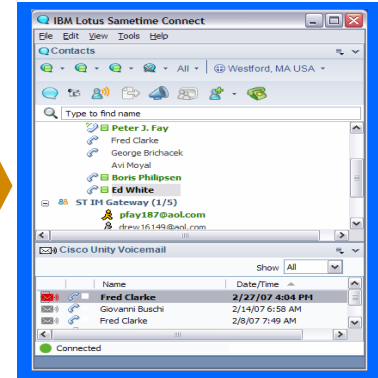 IBM Lotus Sametime Connect
File Edit View Tools Help
Contacts
All Westford, MA USA
Type to find name
Peter J. Fay
Fred Clarke
George Brichacek
Avi Moyal
Boris Philipsen
Ed White
ST IM Gateway (1/5)
pfay187@aol.com
drew16149@aol.com
Cisco Unity Voicemail
Show All
Name Date/Time
Fred Clarke 2/27/07 4:04 PM
Giovanni Buschi 2/14/07 6:58 AM
Fred Clarke 2/8/07 7:49 AM
Connected